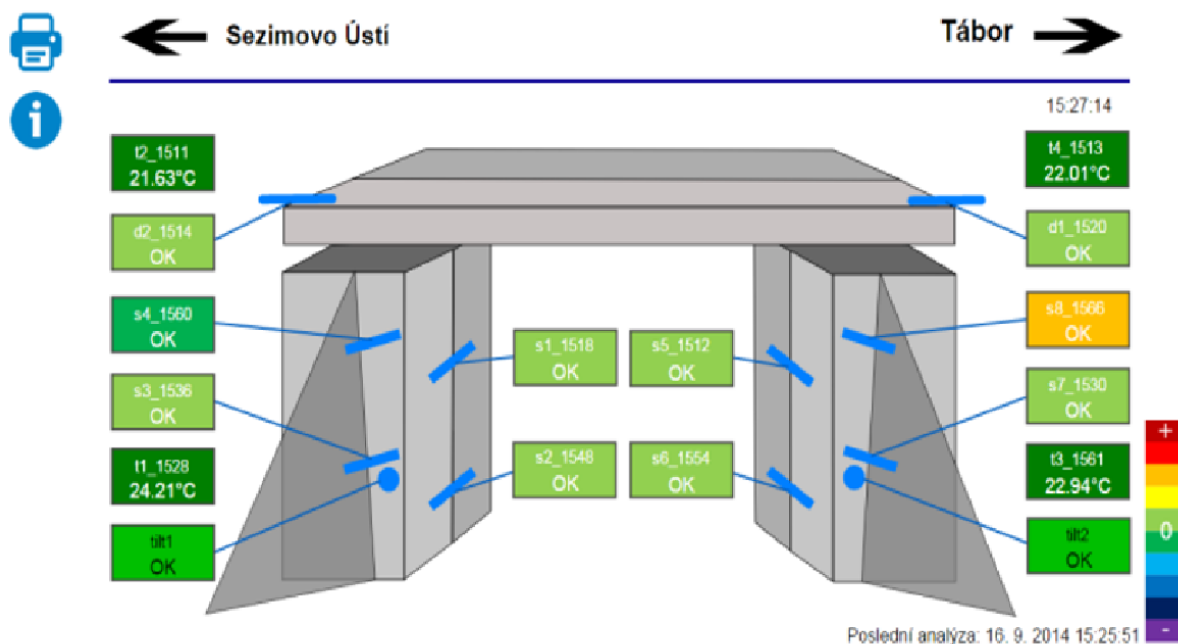 Sezimovo Ústí
Tábor
15:27:14
t2_1511
21.63°C
t4_1513
22.01°C
d2_1514
OK
d1_1520
OK
s4_1560
OK
s8_1566
OK
s1_1518
OK
s5_1512
OK
s3_1536
OK
s7_1530
OK
t1_1528
24.21°C
s2_1548
OK
s6_1554
OK
t3_1561
22.94°C
tilt1
OK
tilt2
OK
+
0
-
Poslední analýza: 16. 9. 2014 15:25:51